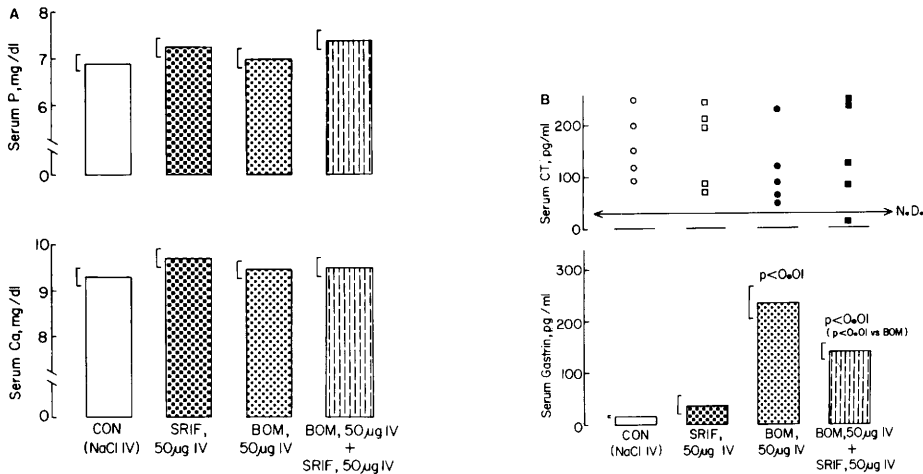 A
Serum P, mg/dl
8
7
6
0
Serum Ca, mg/dl
10
9
8
0
CON
(NaCl IV)
SRIF,
50µg IV
BOM,
50µg IV
BOM, 50µg IV
+
SRIF, 50µg IV
B
Serum CT, pg/ml
200
100
0
N.D.
Serum Gastrin, pg/ml
300
200
100
0
p<0.01
p<0.01
(p<0.01 vs BOM)
CON
(NaCl IV)
SRIF,
50µg IV
BOM,
50µg IV
BOM, 50µg IV
+
SRIF, 50µg IV